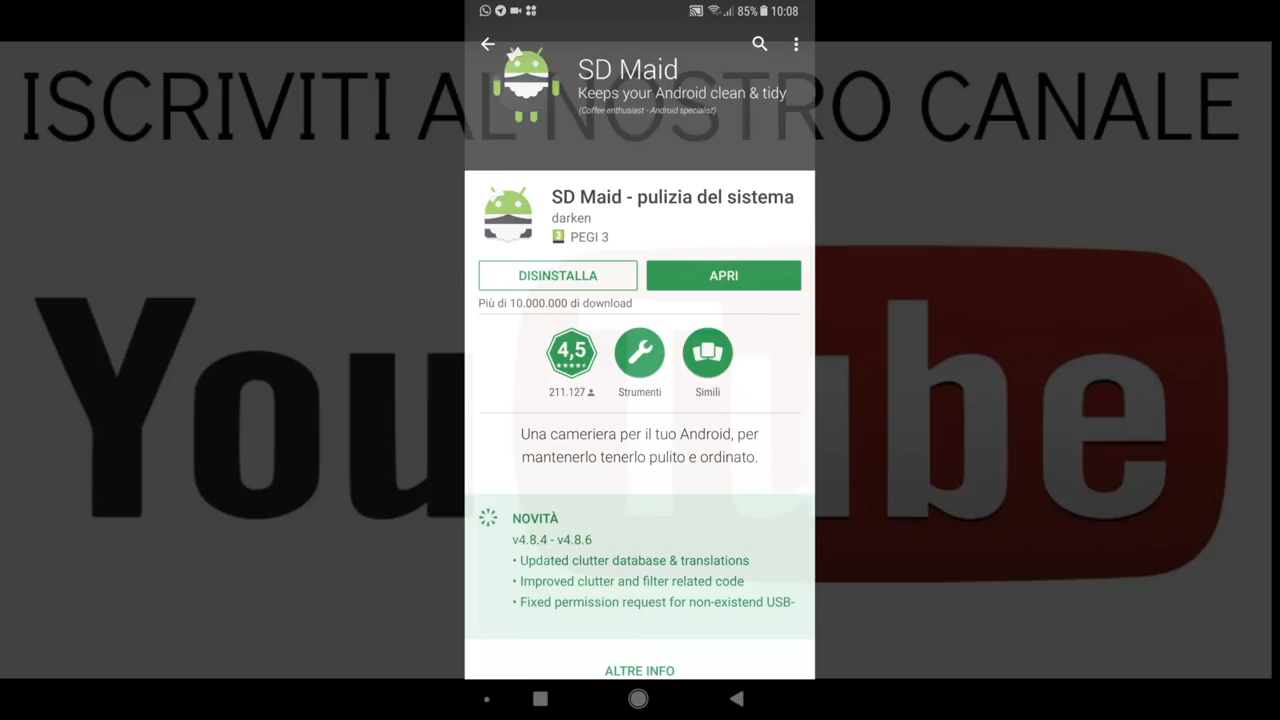 85% 10:08
SD Maid
Keeps your Android clean & tidy
(Coffee enthusiast - Android specialist)
ISCRIVITI AL NOSTRO CANALE
SD Maid - pulizia del sistema
darken
3 PEGI 3
DISINSTALLA APRI
Più di 10.000.000 di download
4,5
211.127 Strumenti Simili
Una cameriera per il tuo Android, per
mantenerlo tenerlo pulito e ordinato.
YouTube
NOVITÀ
v4.8.4 - v4.8.6
• Updated clutter database & translations
• Improved clutter and filter related code
• Fixed permission request for non-existend USB-
ALTRE INFO